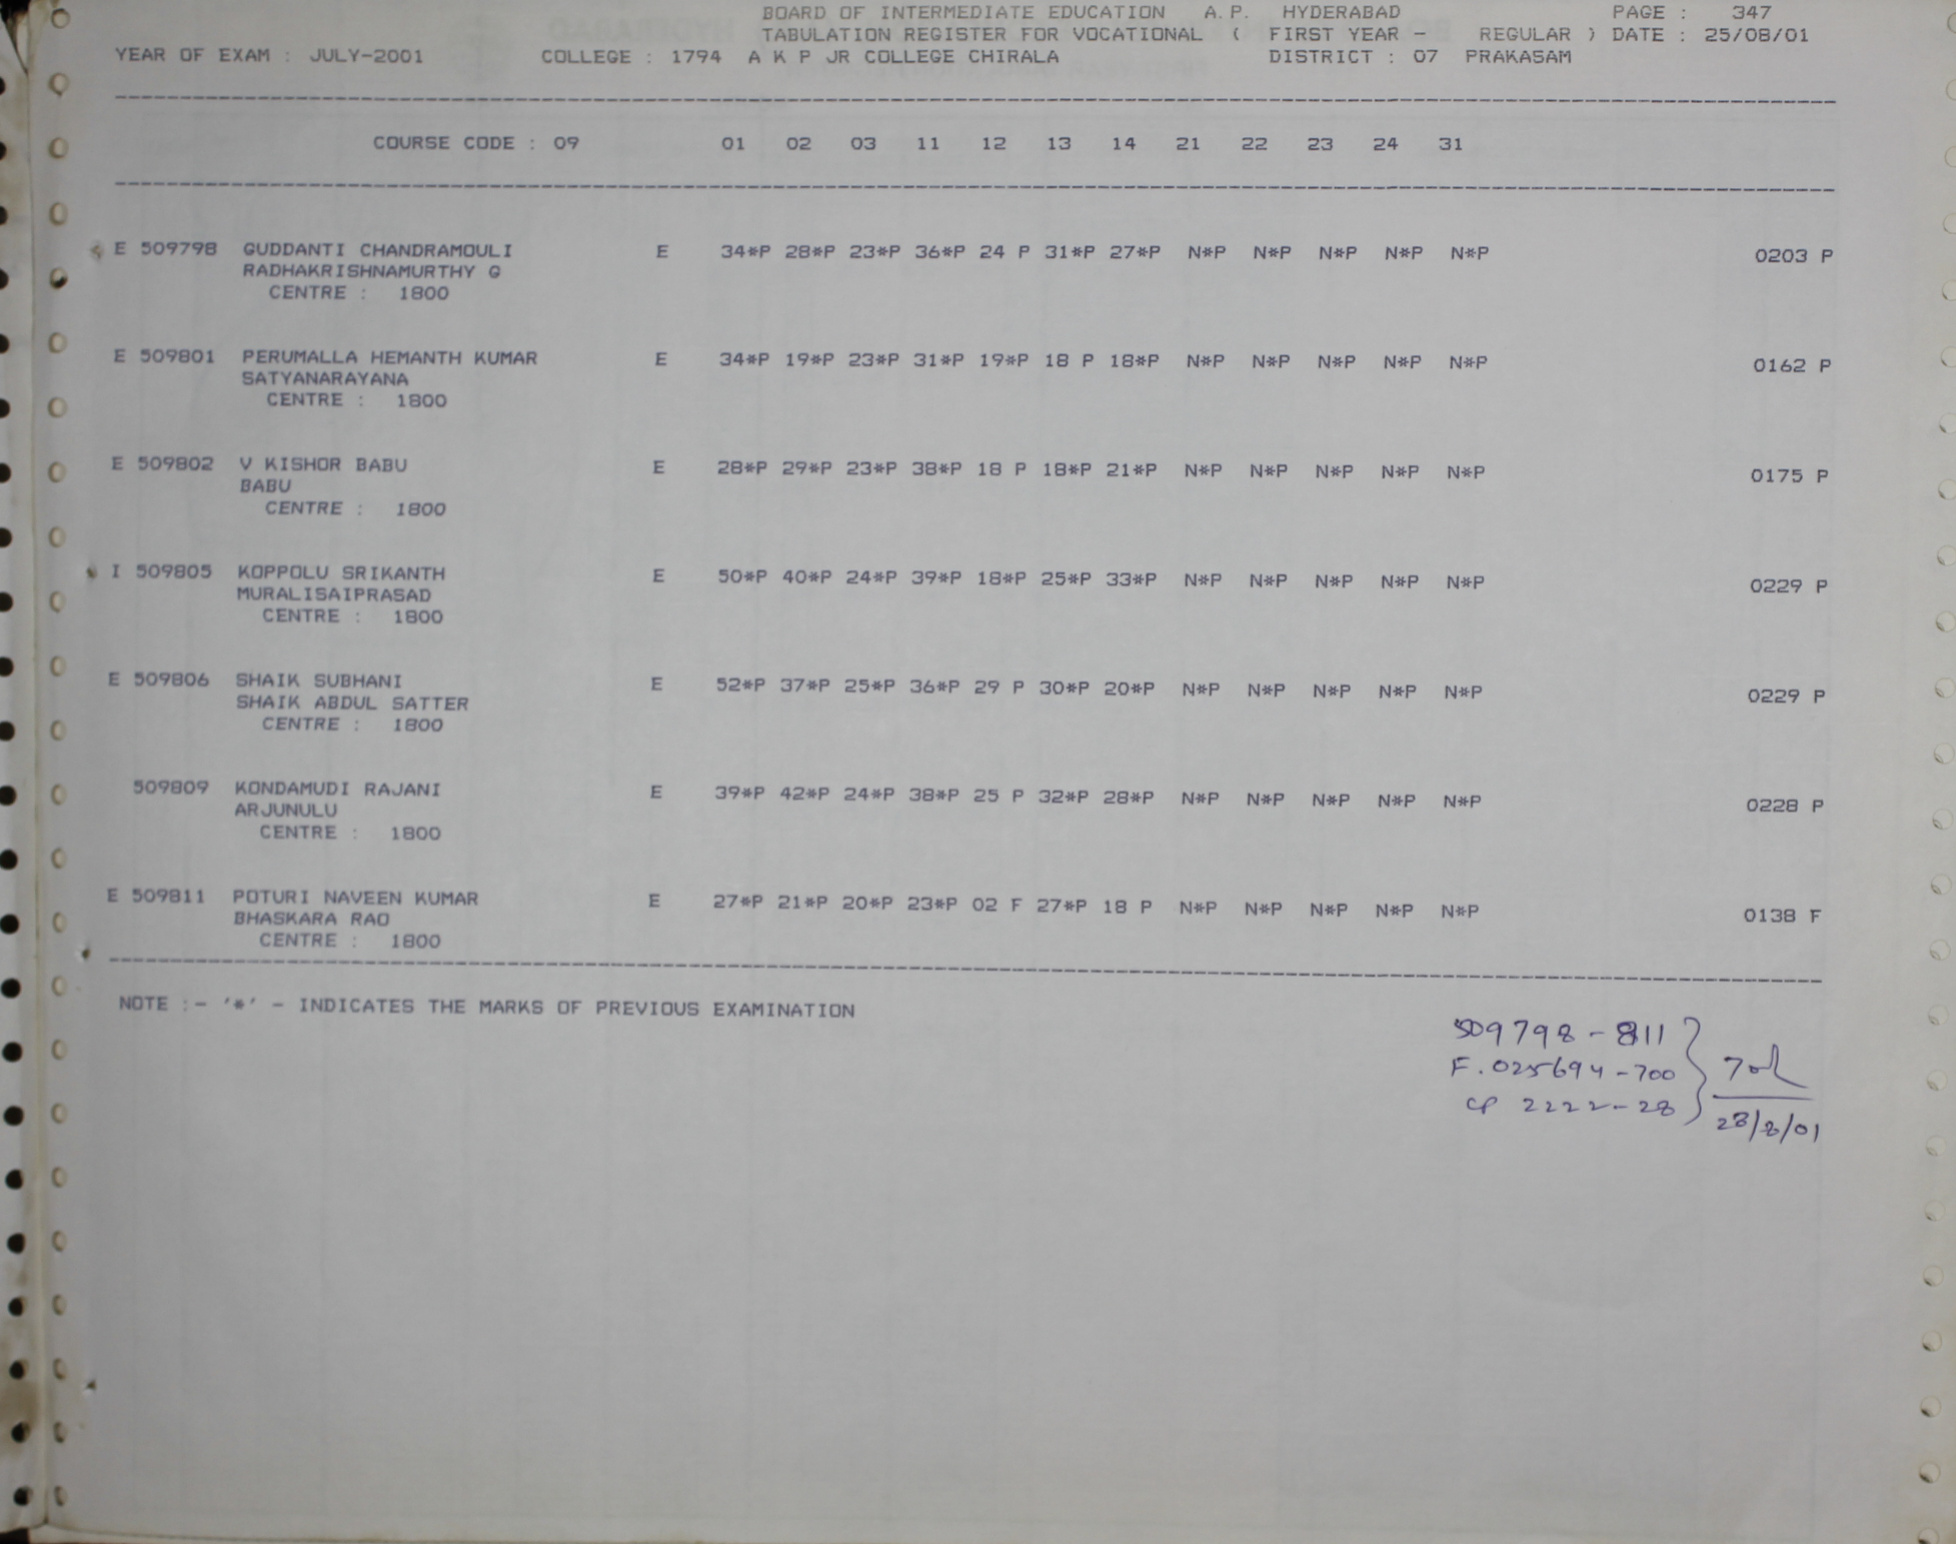 BOARD OF INTERMEDIATE EDUCATION A.P. HYDERABAD PAGE : 347
TABULATION REGISTER FOR VOCATIONAL ( FIRST YEAR - REGULAR ) DATE : 25/08/01
YEAR OF EXAM : JULY-2001 COLLEGE : 1794 A K P JR COLLEGE CHIRALA DISTRICT : 07 PRAKASAM
COURSE CODE : 09 01 02 03 11 12 13 14 21 22 23 24 31
E 509798 GUDDANTI CHANDRAMOULI E 34*P 28*P 23*P 36*P 24 P 31*P 27*P N*P N*P N*P N*P N*P 0203 P
RADHAKRISHNAMURTHY G
CENTRE : 1800
E 509801 PERUMALLA HEMANTH KUMAR E 34*P 19*P 23*P 31*P 19*P 18 P 18*P N*P N*P N*P N*P N*P 0162 P
SATYANARAYANA
CENTRE : 1800
E 509802 V KISHOR BABU E 28*P 29*P 23*P 38*P 18 P 18*P 21*P N*P N*P N*P N*P N*P 0175 P
BABU
CENTRE : 1800
I 509805 KOPPOLU SRIKANTH E 50*P 40*P 24*P 39*P 18*P 25*P 33*P N*P N*P N*P N*P N*P 0229 P
MURALISAIPRASAD
CENTRE : 1800
E 509806 SHAIK SUBHANI E 52*P 37*P 25*P 36*P 29 P 30*P 20*P N*P N*P N*P N*P N*P 0229 P
SHAIK ABDUL SATTER
CENTRE : 1800
509809 KONDAMUDI RAJANI E 39*P 42*P 24*P 38*P 25 P 32*P 28*P N*P N*P N*P N*P N*P 0228 P
ARJUNULU
CENTRE : 1800
E 509811 POTURI NAVEEN KUMAR E 27*P 21*P 20*P 23*P 02 F 27*P 18 P N*P N*P N*P N*P N*P 0138 F
BHASKARA RAO
CENTRE : 1800
NOTE :- '*' - INDICATES THE MARKS OF PREVIOUS EXAMINATION
509798-811
F.025694-700
CP 2222-28
28/8/01